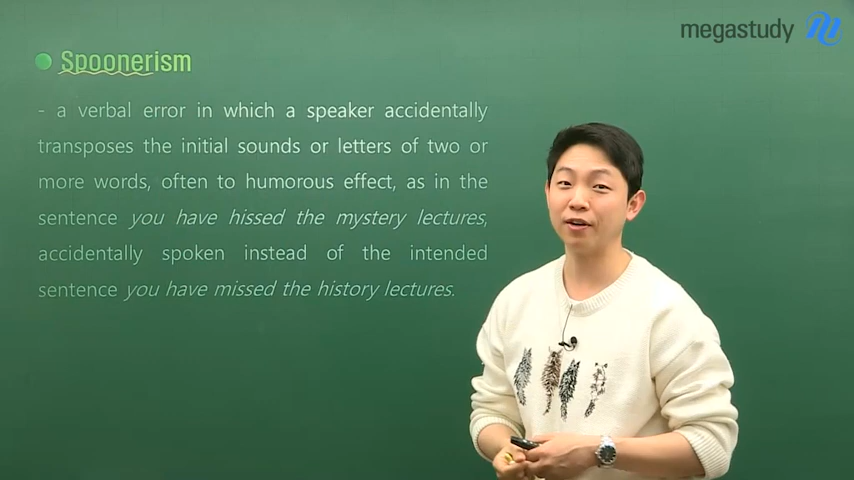 megastudy
Spoonerism
- a verbal error in which a speaker accidentally
transposes the initial sounds or letters of two or
more words, often to humorous effect, as in the
sentence you have hissed the mystery lectures,
accidentally spoken instead of the intended
sentence you have missed the history lectures.